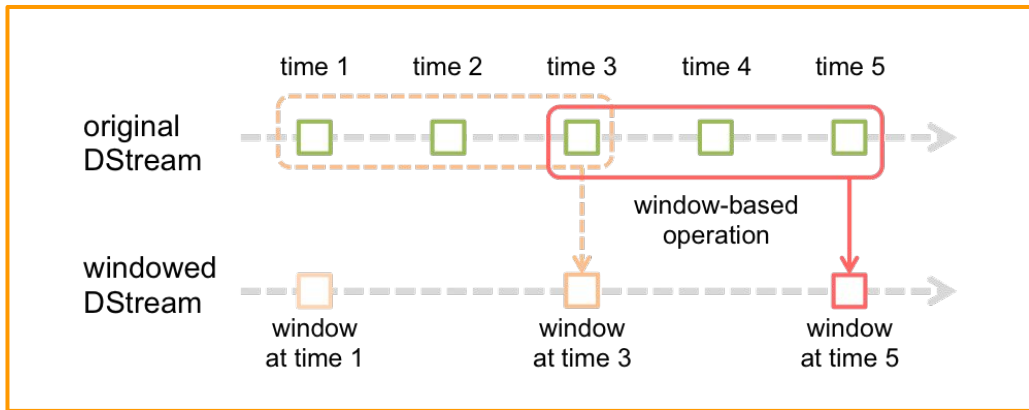 time 1 time 2 time 3 time 4 time 5
original
DStream
window-based
operation
windowed
DStream
window
at time 1
window
at time 3
window
at time 5